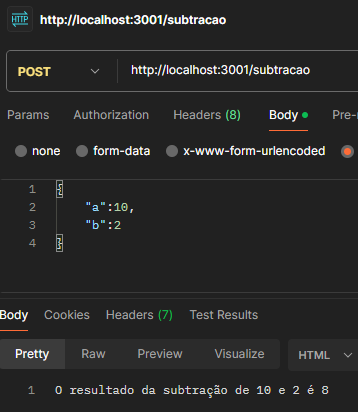 HTTP http://localhost:3001/subtracao
POST http://localhost:3001/subtracao
Params Authorization Headers (8) Body Pre-r
none form-data x-www-form-urlencoded
1 {
2 "a":10,
3 "b":2
4 }
Body Cookies Headers (7) Test Results
Pretty Raw Preview Visualize HTML
1 O resultado da subtração de 10 e 2 é 8